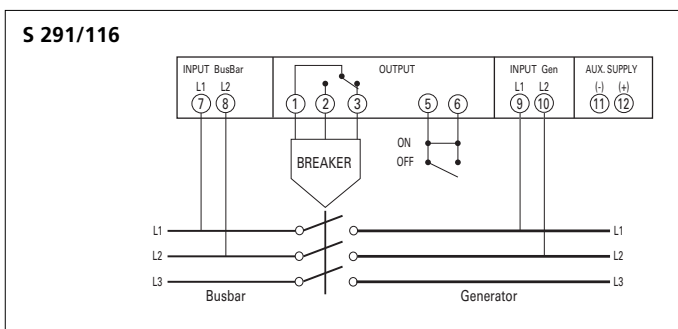 S 291/116
INPUT BusBar OUTPUT INPUT Gen AUX. SUPPLY
L1 L2 L1 L2 (-) (+)
7 8 1 2 3 5 6 9 10 11 12
ON
BREAKER OFF
L1 L1
L2 L2
L3 L3
Busbar Generator